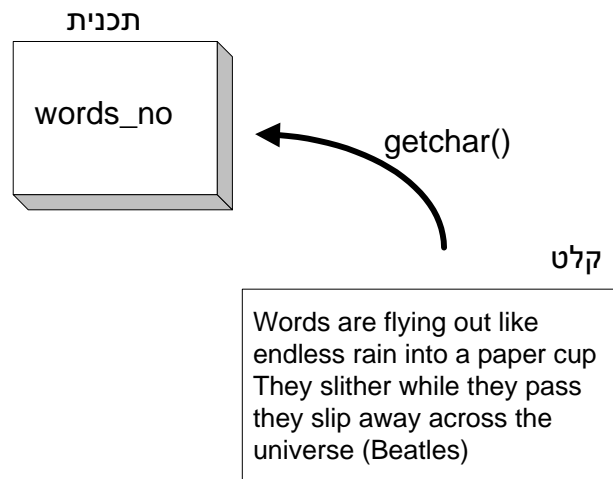 תכנית
words_no
getchar()
קלט
Words are flying out like
endless rain into a paper cup
They slither while they pass
they slip away across the
universe (Beatles)